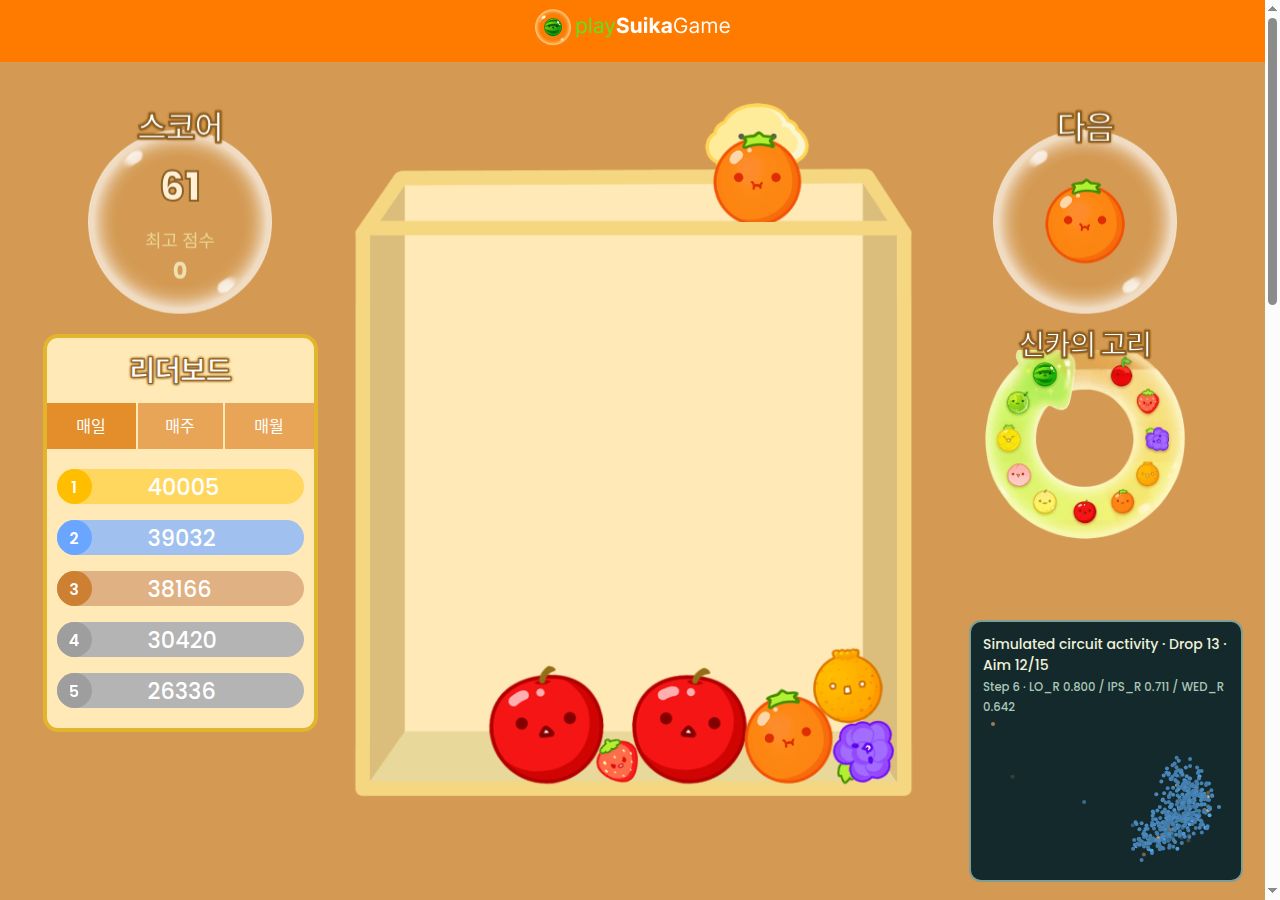 playSuikaGame
스코어
61
최고 점수
0
다음
신카의 고리
리더보드
매일 매주 매월
1 40005
2 39032
3 38166
4 30420
5 26336
Simulated circuit activity · Drop 13 ·
Aim 12/15
Step 6 · LO_R 0.800 / IPS_R 0.711 / WED_R
0.642